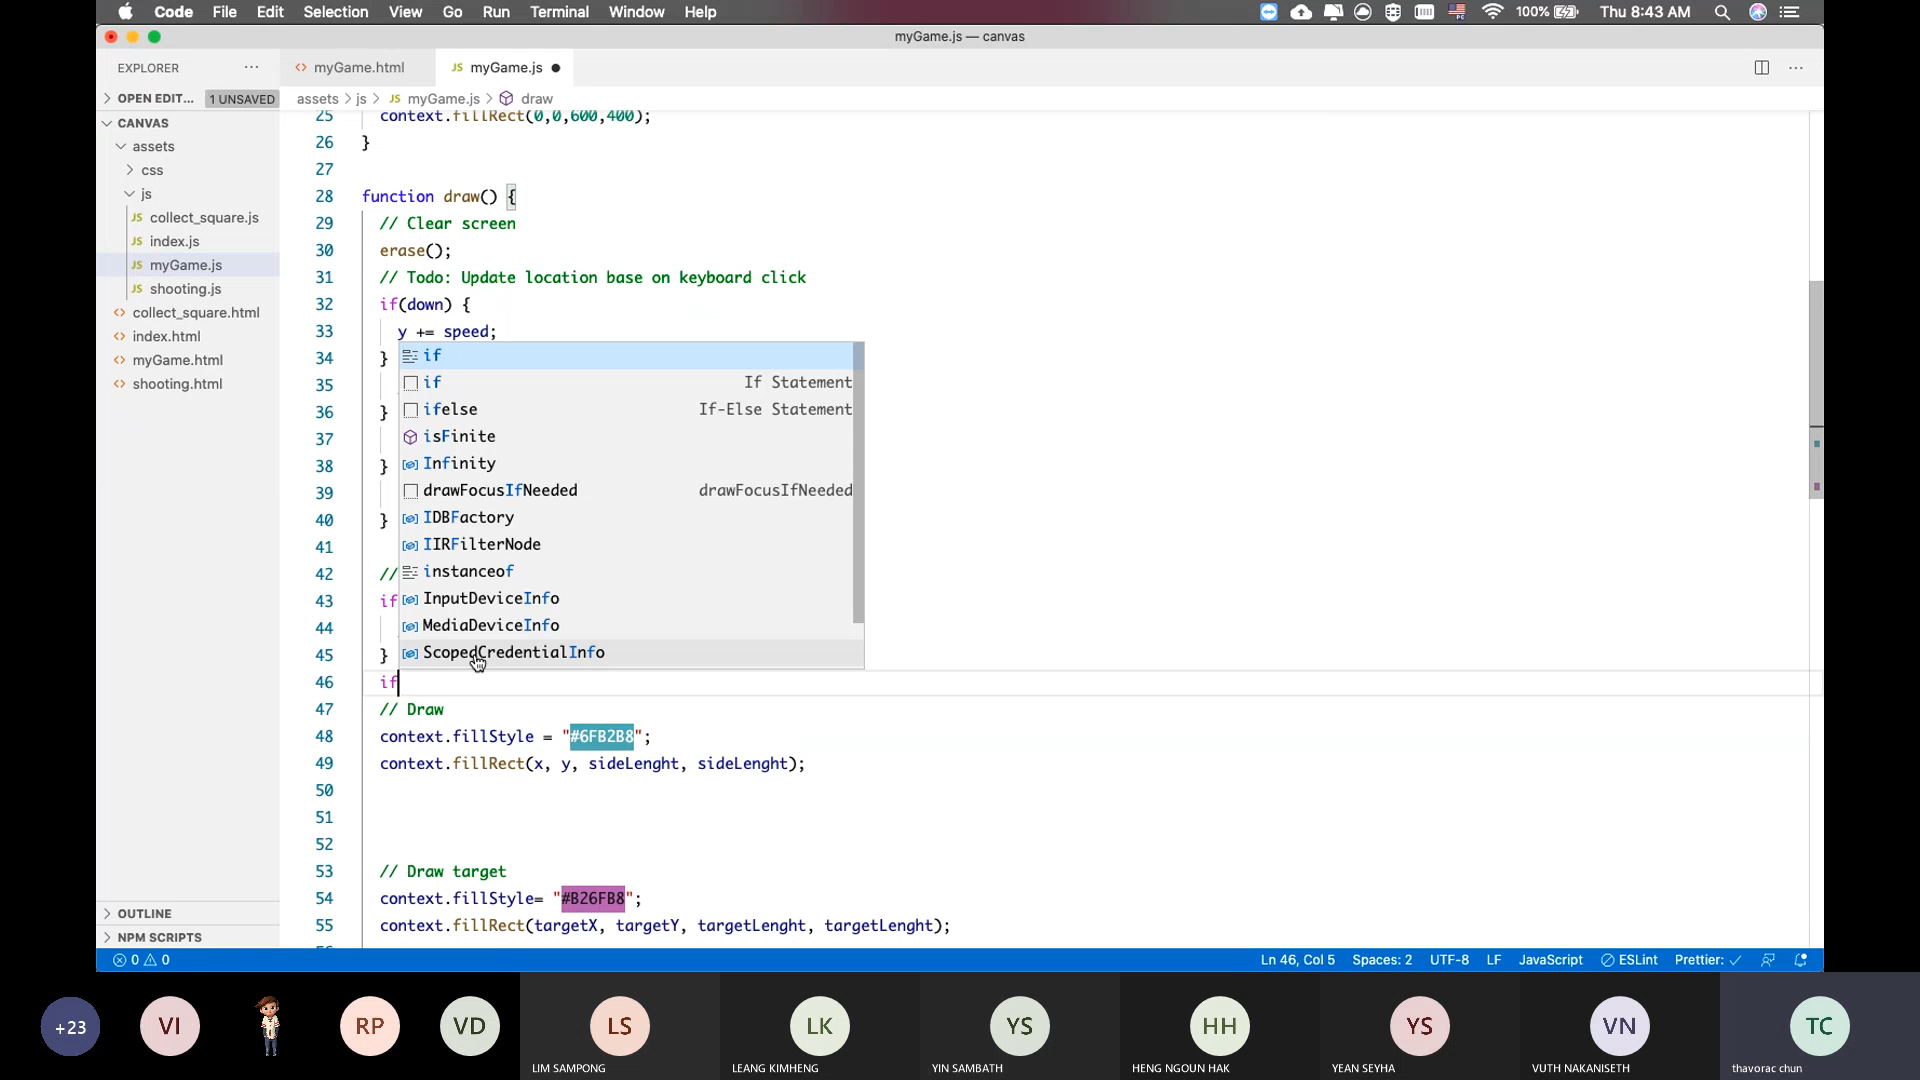 Code File Edit Selection View Go Run Terminal Window Help 100% Thu 8:43 AM
myGame.js — canvas
EXPLORER
myGame.html
JS myGame.js
OPEN EDIT... 1 UNSAVED
assets > js > JS myGame.js > draw
CANVAS
assets
css
js
JS collect_square.js
JS index.js
JS myGame.js
JS shooting.js
collect_square.html
index.html
myGame.html
shooting.html
OUTLINE
NPM SCRIPTS
25 context.fillRect(0,0,600,400);
26 }
27
28 function draw() {
29 // Clear screen
30 erase();
31 // Todo: Update location base on keyboard click
32 if(down) {
33 y += speed;
34 }
35
36 }
37
38 }
39
40 }
41
42 //
43 if
44
45 }
46 if
47 // Draw
48 context.fillStyle = "#6FB2B8";
49 context.fillRect(x, y, sideLenght, sideLenght);
50
51
52
53 // Draw target
54 context.fillStyle= "#B26FB8";
55 context.fillRect(targetX, targetY, targetLenght, targetLenght);
if
if If Statement
ifelse If-Else Statement
isFinite
Infinity
drawFocusIfNeeded drawFocusIfNeeded
IDBFactory
IIRFilterNode
instanceof
InputDeviceInfo
MediaDeviceInfo
ScopedCredentialInfo
0 0 Ln 46, Col 5 Spaces: 2 UTF-8 LF JavaScript ESLint Prettier: ✓
+23 VI RP VD LS LK YS HH YS VN TC
LIM SAMPONG LEANG KIMHENG YIN SAMBATH HENG NGOUN HAK YEAN SEYHA VUTH NAKANISETH thavorac chun